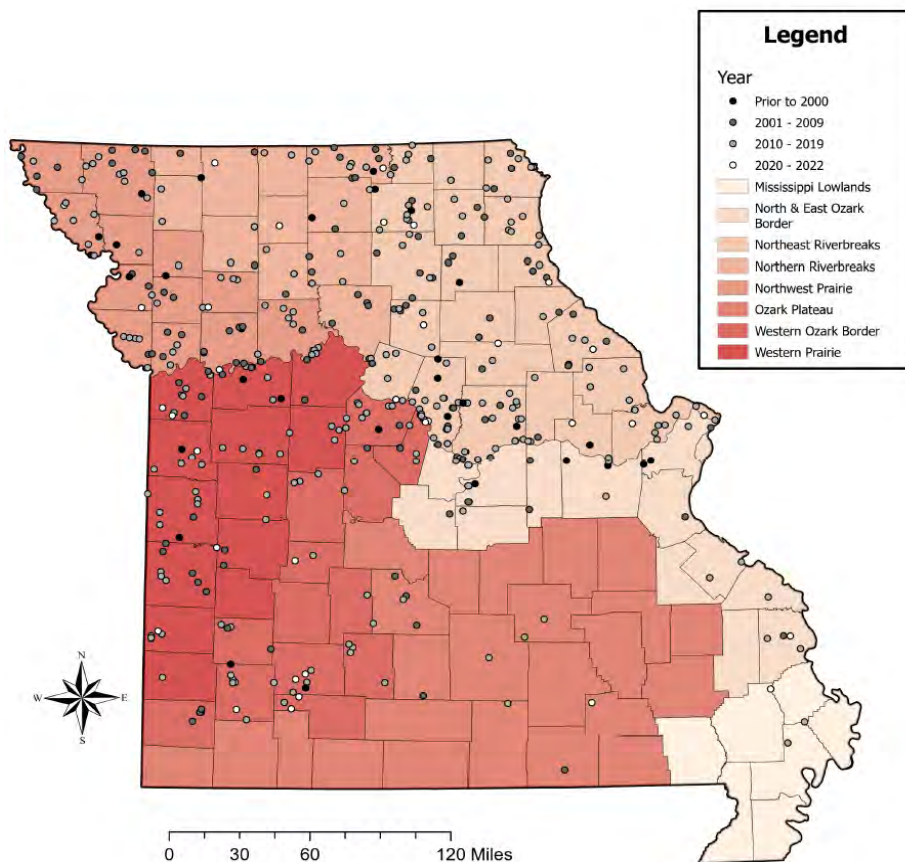 Legend
Year
Prior to 2000
2001 - 2009
2010 - 2019
2020 - 2022
Mississippi Lowlands
North & East Ozark
Border
Northeast Riverbreaks
Northern Riverbreaks
Northwest Prairie
Ozark Plateau
Western Ozark Border
Western Prairie
N
W E
S
0 30 60 120 Miles